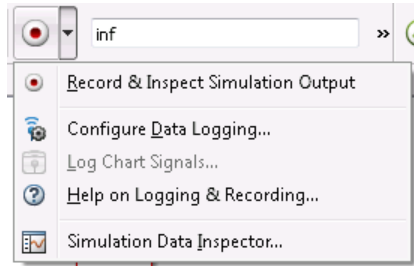 inf »
Record & Inspect Simulation Output
Configure Data Logging...
Log Chart Signals...
Help on Logging & Recording...
Simulation Data Inspector...